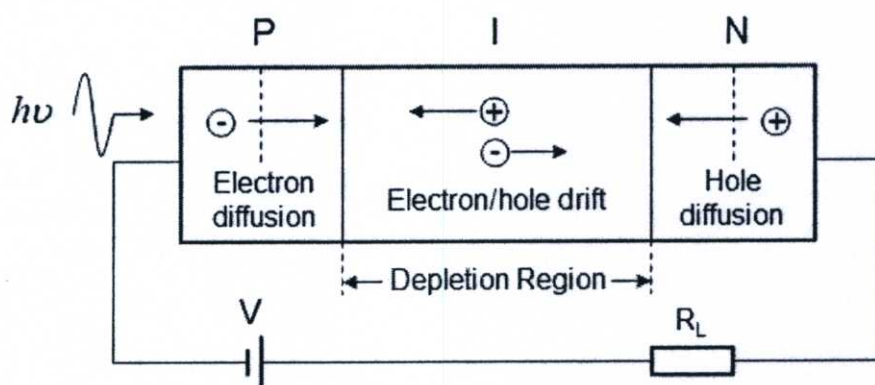 P I N
hυ
⊖ ⊕ ⊖ ⊕
Electron
diffusion
Electron/hole drift
Hole
diffusion
Depletion Region
V
R_L